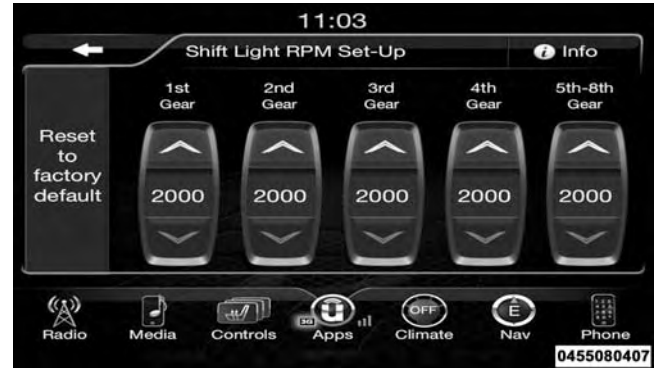 11:03
Shift Light RPM Set-Up
Info
1st Gear
2nd Gear
3rd Gear
4th Gear
5th-8th Gear
Reset
to
factory
default
2000 2000 2000 2000 2000
3G
OFF
E
Radio Media Controls Apps Climate Nav Phone
0455080407